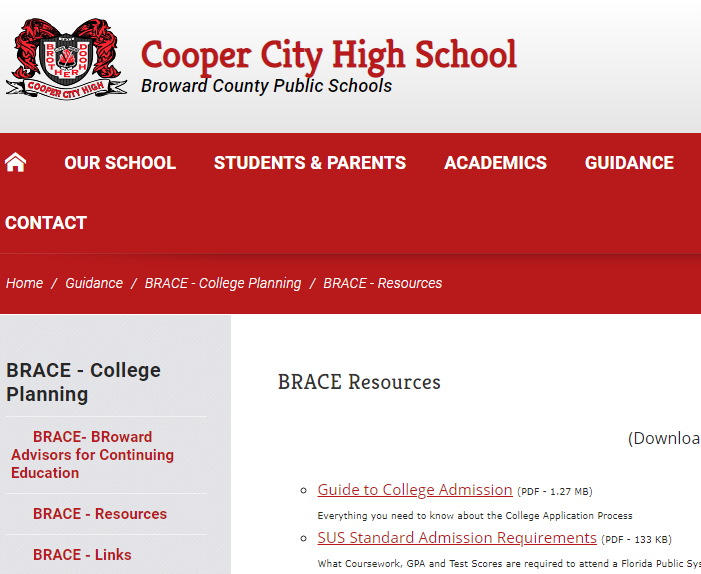 BROTHER
HOOD
COOPER CITY HIGH
Cooper City High School
Broward County Public Schools
OUR SCHOOL
STUDENTS & PARENTS
ACADEMICS
GUIDANCE
CONTACT
Home / Guidance / BRACE - College Planning / BRACE - Resources
BRACE - College
Planning
BRACE- BRoward
Advisors for Continuing
Education
BRACE - Resources
BRACE - Links
BRACE Resources
(Downloa
Guide to College Admission (PDF - 1.27 MB)
Everything you need to know about the College Application Process
SUS Standard Admission Requirements (PDF - 133 KB)
What Coursework, GPA and Test Scores are required to attend a Florida Public Sys